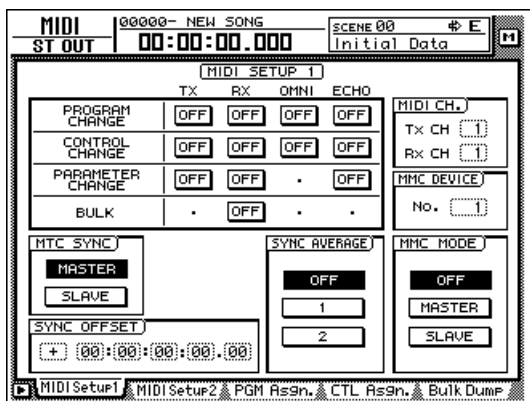 MIDI
ST OUT
00000- NEW SONG
00:00:00.000
SCENE 00 E
Initial Data
M
MIDI SETUP 1
TX RX OMNI ECHO
PROGRAM CHANGE OFF OFF OFF OFF
CONTROL CHANGE OFF OFF OFF OFF
PARAMETER CHANGE OFF OFF · OFF
BULK · OFF · ·
MIDI CH.
Tx CH 1
Rx CH 1
MMC DEVICE
No. 1
MTC SYNC
MASTER
SLAVE
SYNC OFFSET
+ 00:00:00:00.00
SYNC AVERAGE
OFF
1
2
MMC MODE
OFF
MASTER
SLAVE
MIDISetup1 MIDISetup2 PGM Asgn. CTL Asgn. Bulk Dump